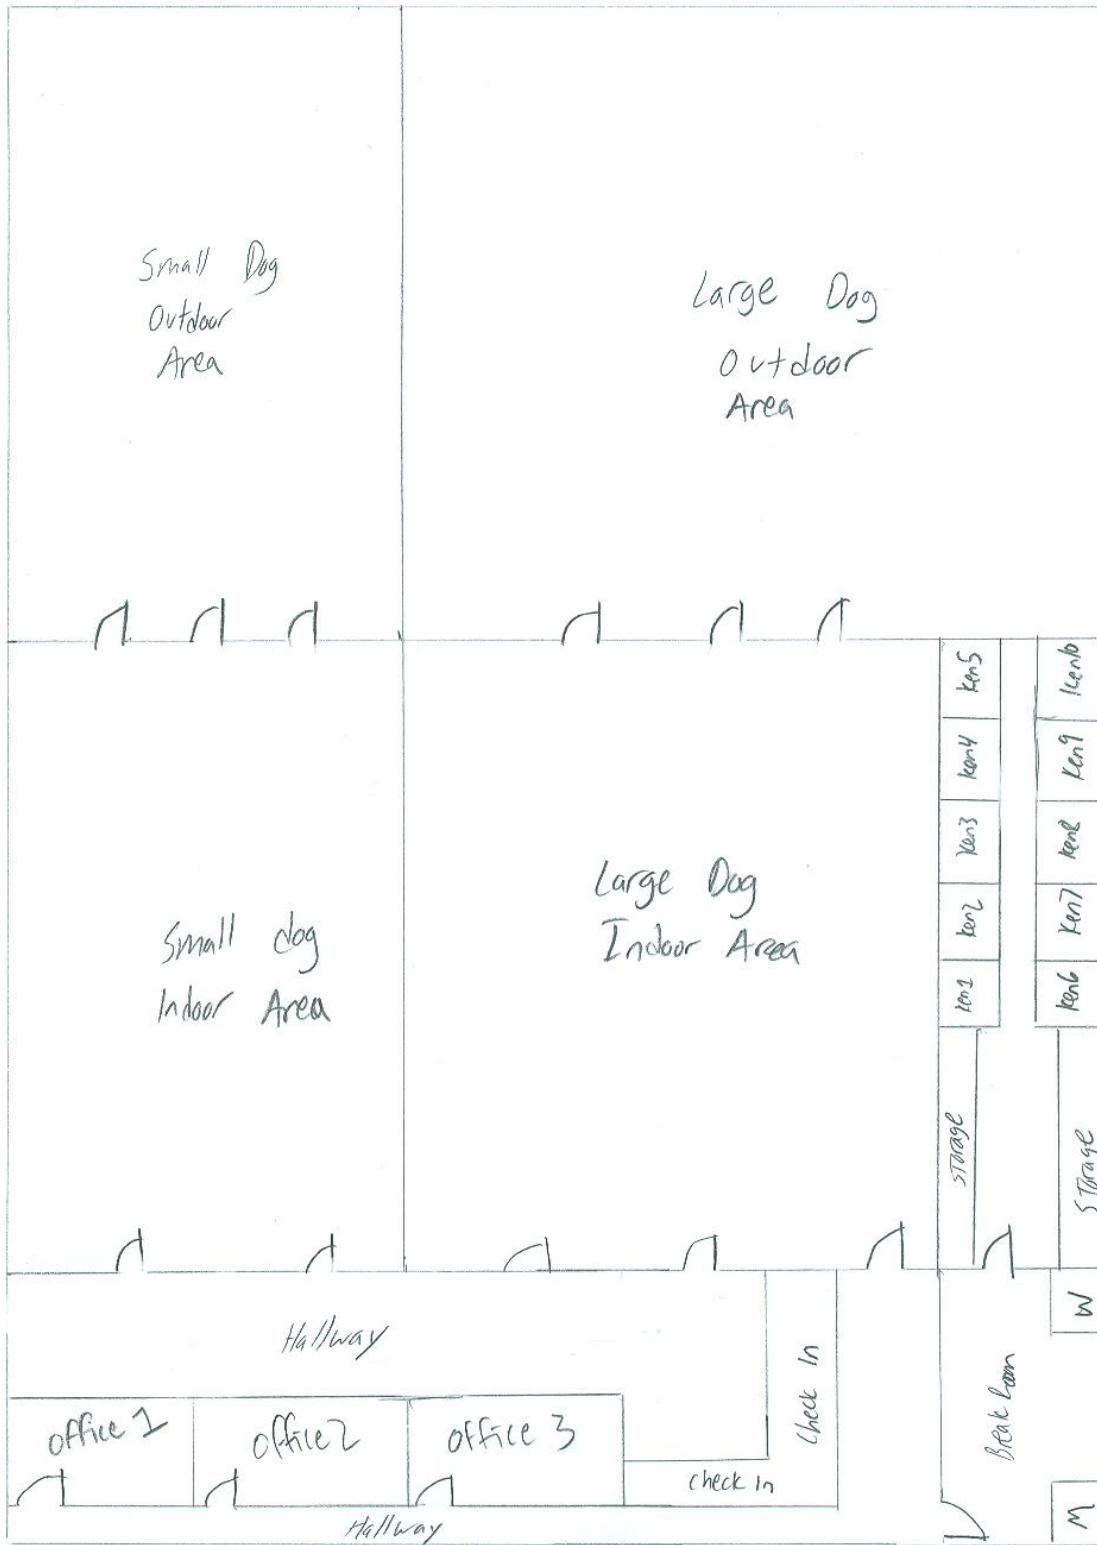 Small Dog
Outdoor
Area
Large Dog
Outdoor
Area
Ken5
Ken10
Ken4
Ken9
Ken3
Ken8
Ken2
Ken7
Ken1
Ken6
Large Dog
Indoor Area
Small dog
Indoor Area
Storage
Storage
Hallway
Check In
W
Break Room
office 1
office 2
office 3
check in
M
Hallway